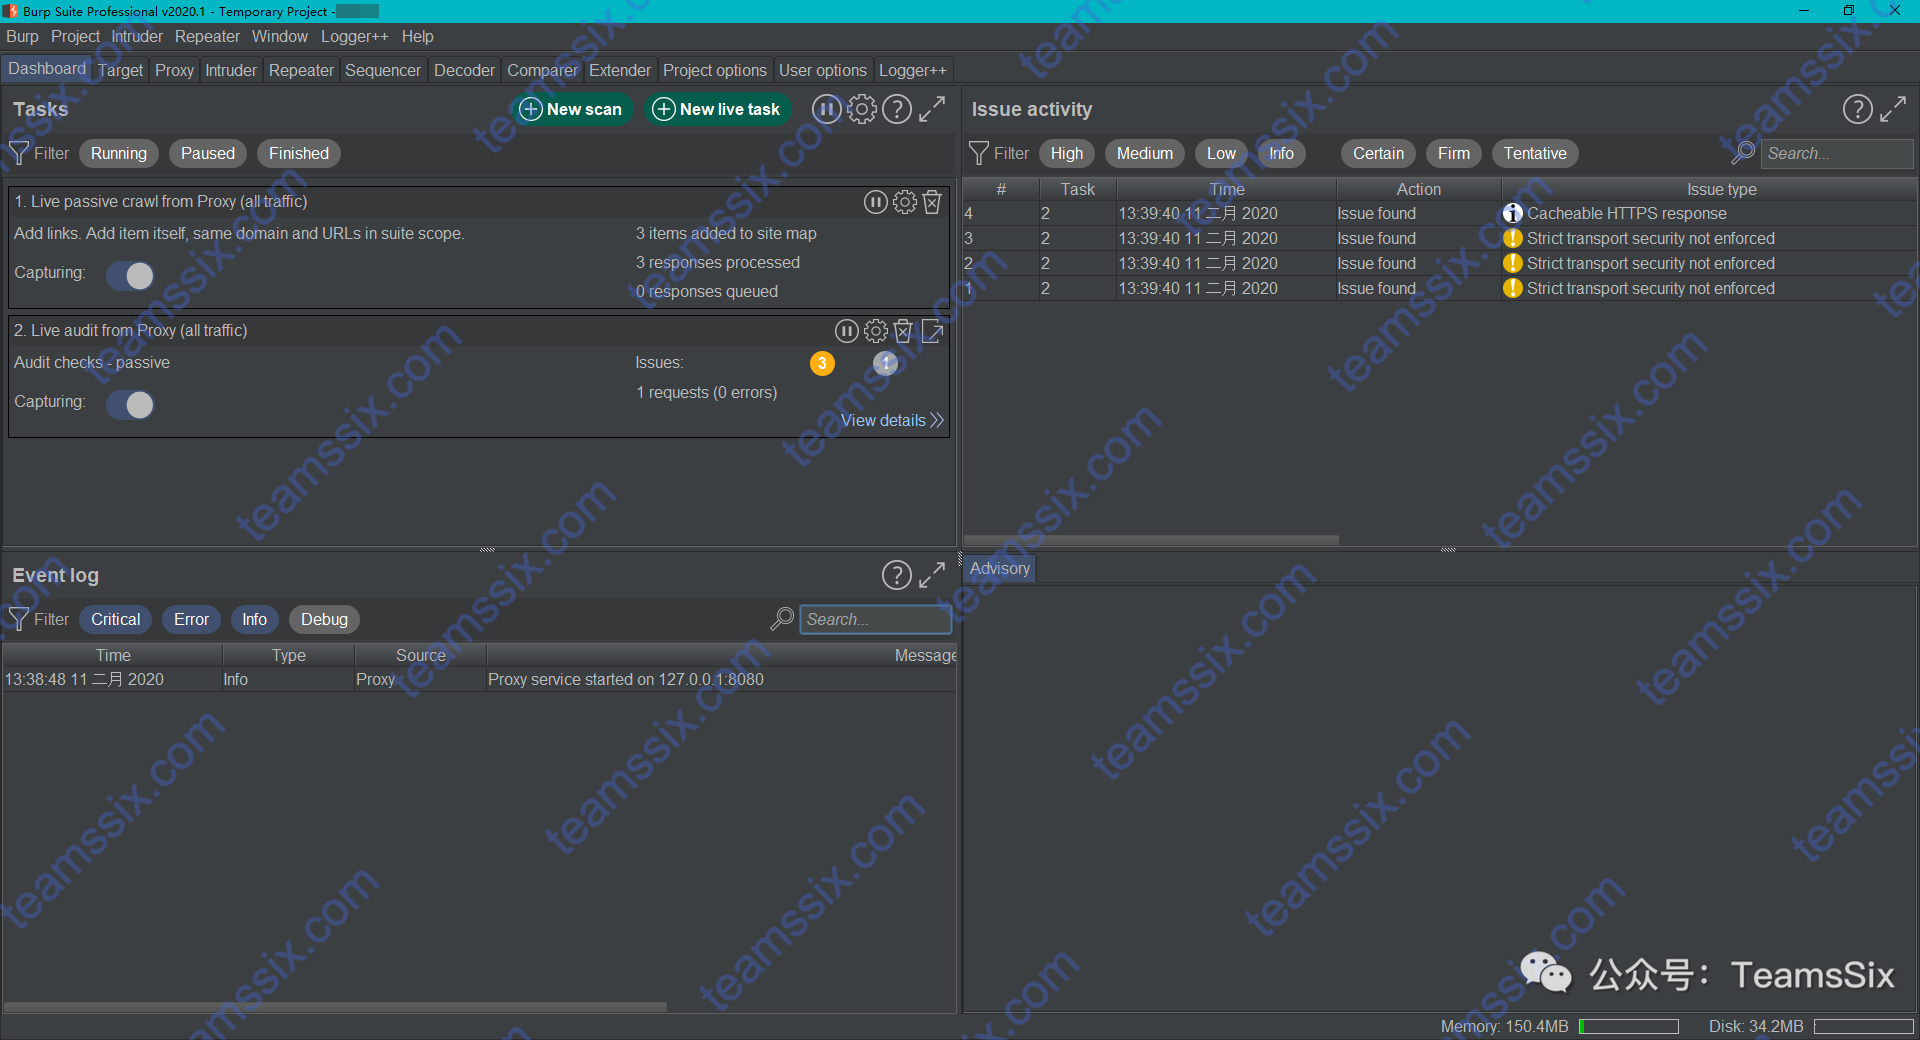 Burp Suite Professional v2020.1 - Temporary Project -
Burp Project Intruder Repeater Window Logger++ Help
Dashboard Target Proxy Intruder Repeater Sequencer Decoder Comparer Extender Project options User options Logger++
Tasks
New scan
New live task
Filter Running Paused Finished
1. Live passive crawl from Proxy (all traffic)
Add links. Add item itself, same domain and URLs in suite scope.
3 items added to site map
Capturing:
3 responses processed
0 responses queued
2. Live audit from Proxy (all traffic)
Audit checks - passive
Issues: 3 1
Capturing:
1 requests (0 errors)
View details
Issue activity
Filter High Medium Low Info Certain Firm Tentative Search...
# Task Time Action Issue type
4 2 13:39:40 11 二月 2020 Issue found Cacheable HTTPS response
3 2 13:39:40 11 二月 2020 Issue found Strict transport security not enforced
2 2 13:39:40 11 二月 2020 Issue found Strict transport security not enforced
1 2 13:39:40 11 二月 2020 Issue found Strict transport security not enforced
Event log
Filter Critical Error Info Debug Search...
Time Type Source Message
13:38:48 11 二月 2020 Info Proxy Proxy service started on 127.0.0.1:8080
Advisory
teamssix.com
公众号：TeamsSix
Memory: 150.4MB Disk: 34.2MB